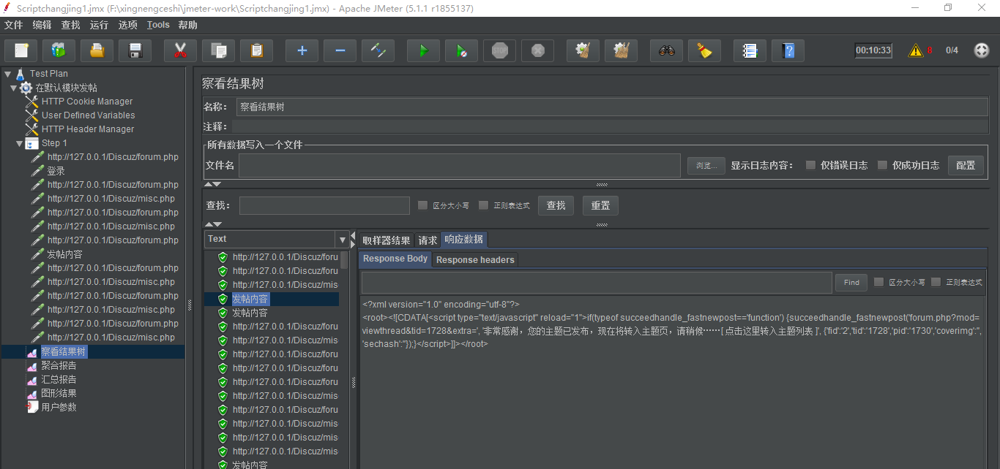 Scriptchangjing1.jmx (F:\xingnengceshi\jmeter-work\Scriptchangjing1.jmx) - Apache JMeter (5.1.1 r1855137)
文件 编辑 查找 运行 选项 Tools 帮助
STOP 00:10:33 8 0/4
Test Plan
在默认模块发帖
HTTP Cookie Manager
User Defined Variables
HTTP Header Manager
Step 1
http://127.0.0.1/Discuz/forum.php
登录
http://127.0.0.1/Discuz/forum.php
http://127.0.0.1/Discuz/misc.php
http://127.0.0.1/Discuz/forum.php
http://127.0.0.1/Discuz/misc.php
http://127.0.0.1/Discuz/forum.php
发帖内容
http://127.0.0.1/Discuz/forum.php
http://127.0.0.1/Discuz/misc.php
http://127.0.0.1/Discuz/forum.php
http://127.0.0.1/Discuz/misc.php
http://127.0.0.1/Discuz/forum.php
http://127.0.0.1/Discuz/misc.php
察看结果树
聚合报告
汇总报告
图形结果
用户参数
察看结果树
名称： 察看结果树
注释：
所有数据写入一个文件
文件名 浏览... 显示日志内容： 仅错误日志 仅成功日志 配置
查找： 区分大小写 正则表达式 查找 重置
Text
http://127.0.0.1/Discuz/foru
http://127.0.0.1/Discuz/foru
http://127.0.0.1/Discuz/mis
发帖内容
发帖内容
http://127.0.0.1/Discuz/foru
http://127.0.0.1/Discuz/mis
http://127.0.0.1/Discuz/foru
http://127.0.0.1/Discuz/foru
http://127.0.0.1/Discuz/foru
http://127.0.0.1/Discuz/mis
http://127.0.0.1/Discuz/foru
http://127.0.0.1/Discuz/mis
http://127.0.0.1/Discuz/mis
http://127.0.0.1/Discuz/mis
发帖内容
取样器结果 请求 响应数据
Response Body Response headers
Find 区分大小写 正则表达式
<?xml version="1.0" encoding="utf-8"?>
<root><![CDATA[<script type="text/javascript" reload="1">if(typeof succeedhandle_fastnewpost=='function') {succeedhandle_fastnewpost('forum.php?mod=
viewthread&tid=1728&extra=', '非常感谢，您的主题已发布，现在将转入主题页，请稍候……[ 点击这里转入主题列表 ]', {'fid':'2','tid':'1728','pid':'1730','coverimg':'',
'sechash':''});}</script>]]></root>